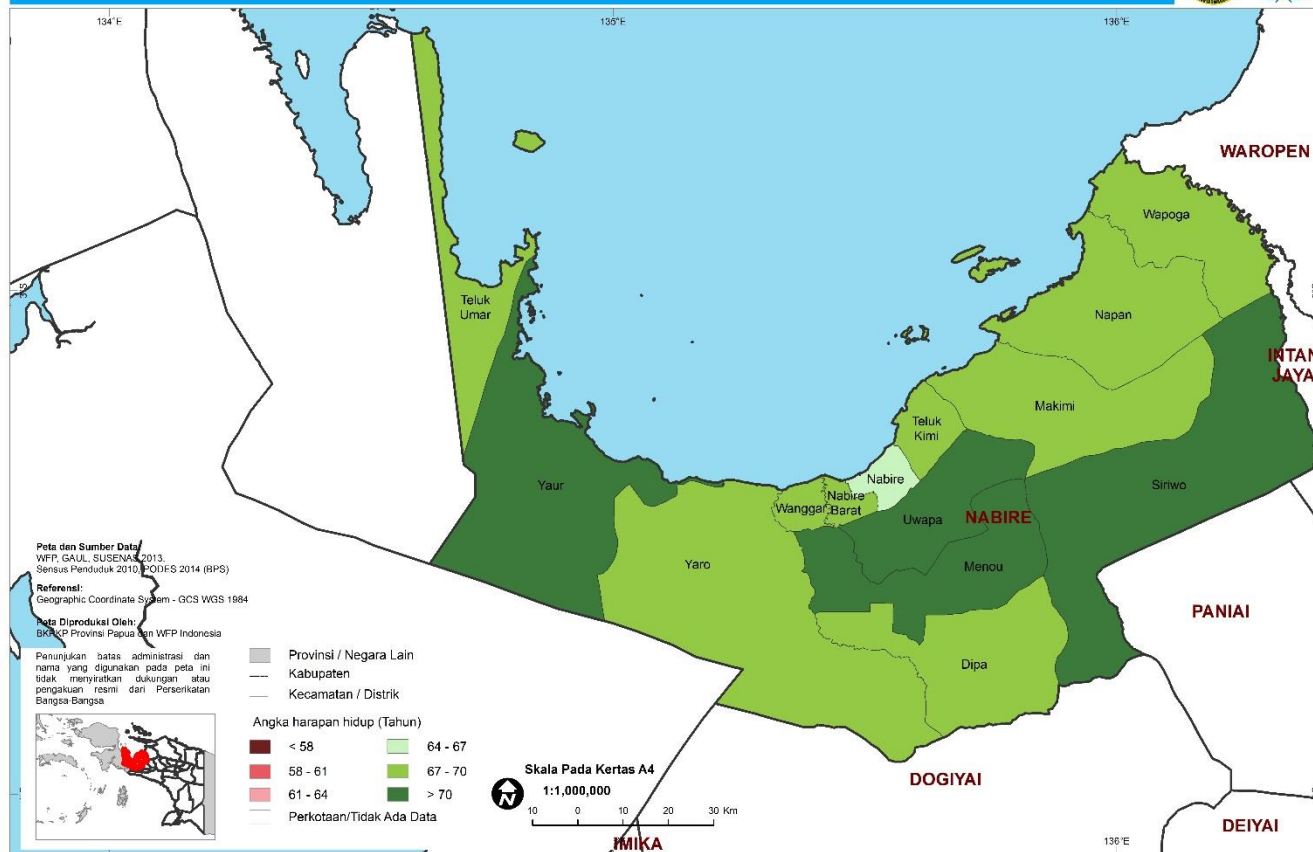 134°E
135°E
136°E
WAROPEN
Wapoga
Napan
Teluk
Umar
INTAN
JAYA
Makimi
Teluk
Kimi
Nabire
Nabire
Barat
Wanggar
Yaur
Siriwo
Uwapa
NABIRE
Menou
Yaro
PANIAI
Dipa
DOGIYAI
DEIYAI
IMIKA
136°E
Peta dan Sumber Data
WFP, GAUL, SUSENAS 2013,
Sensus Penduduk 2010, PODES 2014 (BPS)
Referensi:
Geographic Coordinate System - GCS WGS 1984
Peta Diproduksi Oleh:
BKPKP Provinsi Papua dan WFP Indonesia
Penunjukan batas administrasi dan
nama yang digunakan pada peta ini
tidak menyiratkan dukungan atau
pengakuan resmi dari Perserikatan
Bangsa-Bangsa
Provinsi / Negara Lain
Kabupaten
Kecamatan / Distrik
Angka harapan hidup (Tahun)
< 58
58 - 61
61 - 64
64 - 67
67 - 70
> 70
Perkotaan/Tidak Ada Data
N
Skala Pada Kertas A4
1:1,000,000
10 0 10 20 30 Km